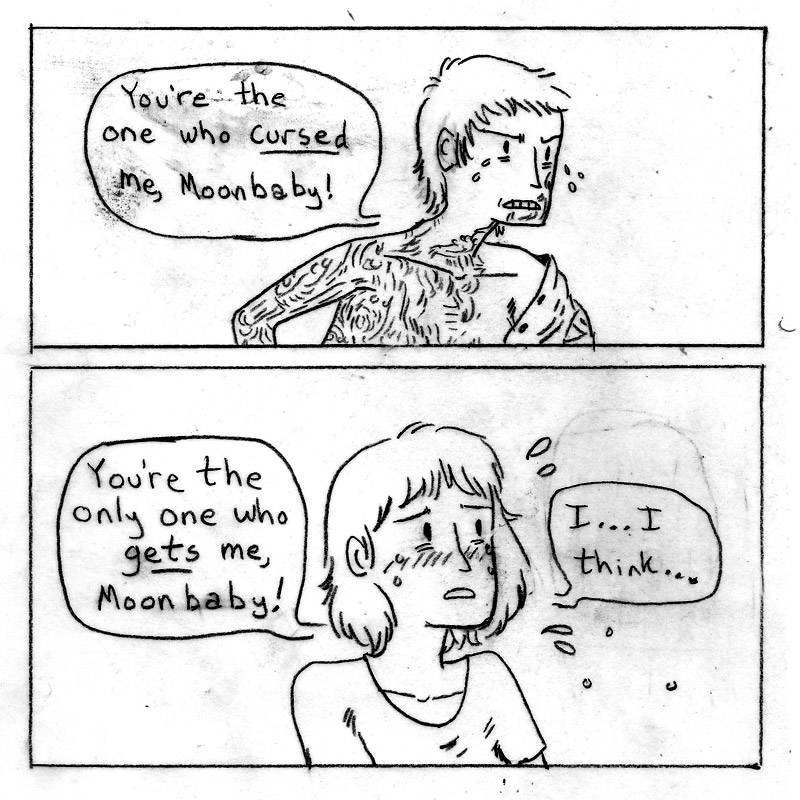 You're the
one who cursed
me, Moonbaby!
You're the
only one who
gets me,
Moonbaby!
I...I
think...